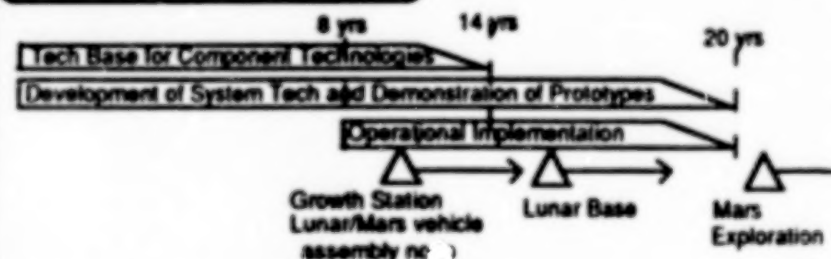 8 yrs
14 yrs
20 yrs
Tech Base for Component Technologies
Development of System Tech and Demonstration of Prototypes
Operational Implementation
Growth Station
Lunar/Mars vehicle
assembly
Lunar Base
Mars
Exploration